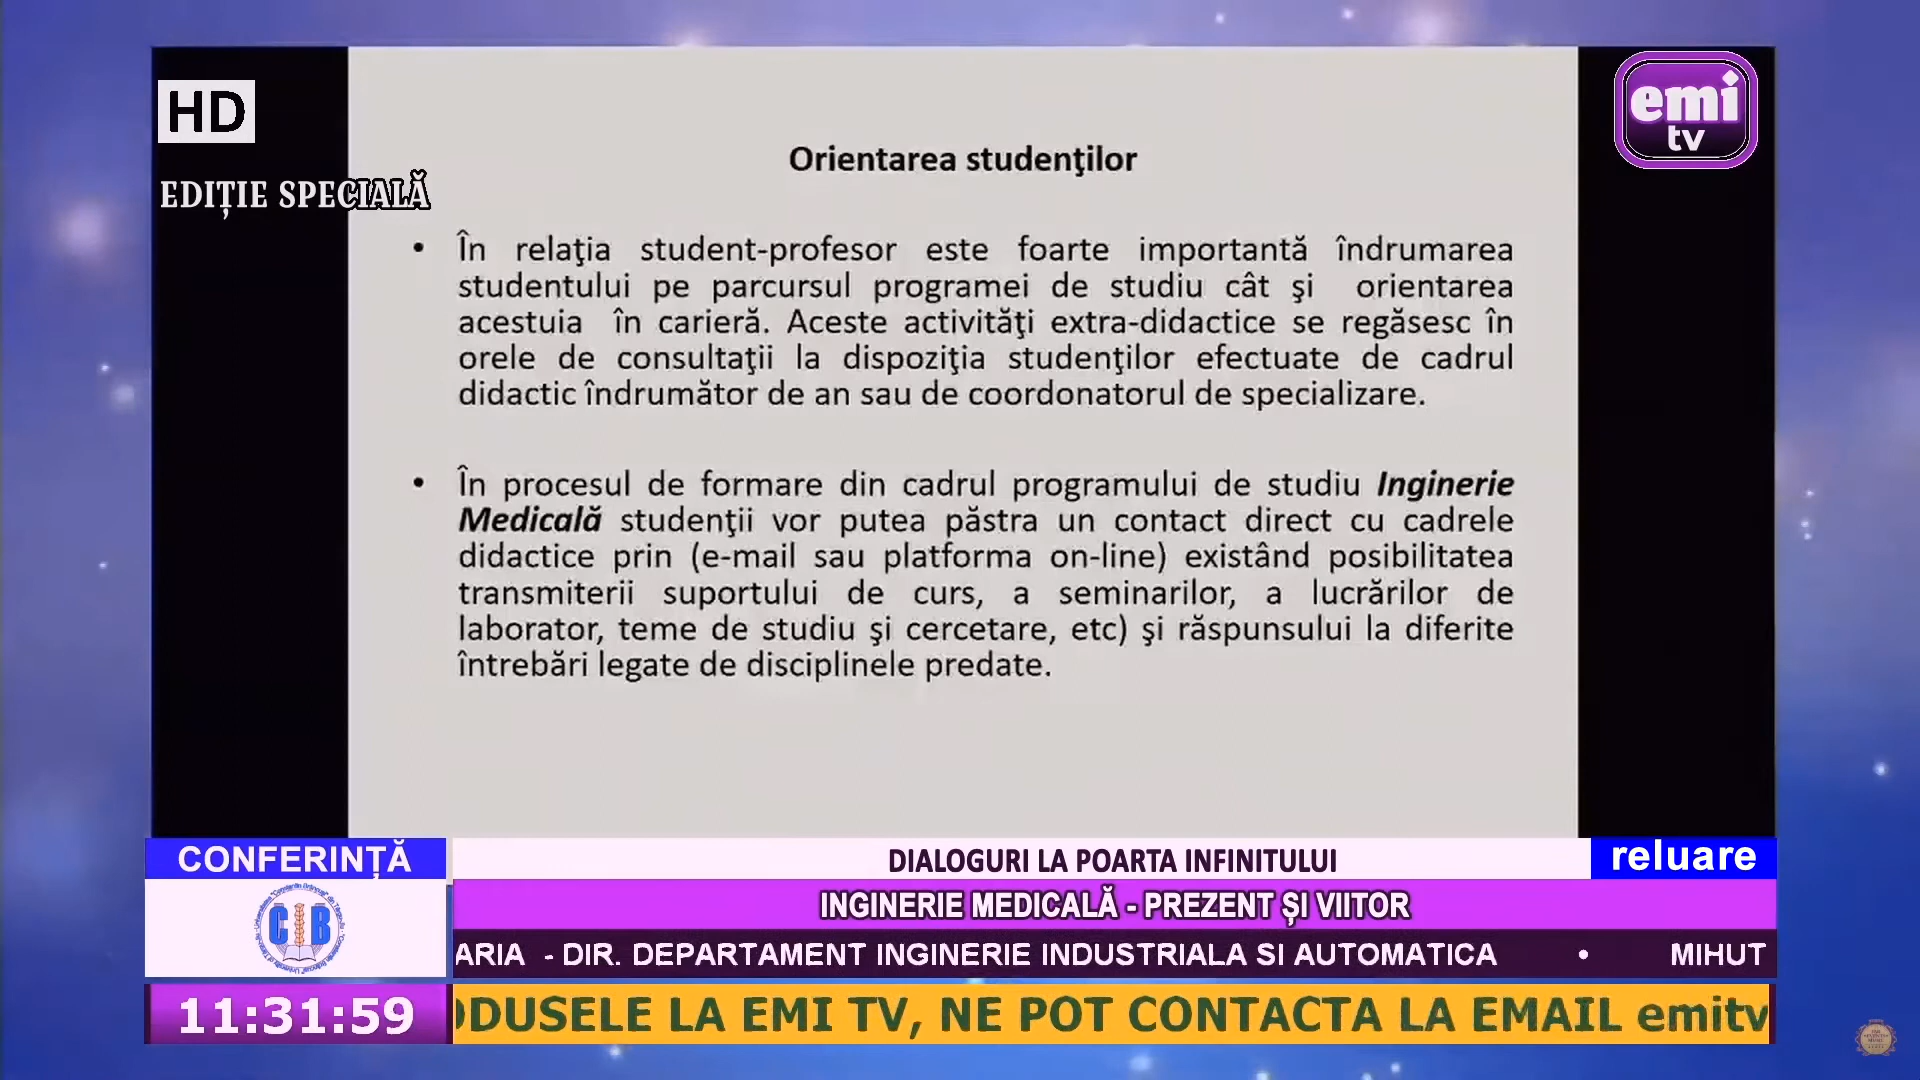 HD
emi
tv
EDIȚIE SPECIALĂ
Orientarea studenţilor
• În relaţia student-profesor este foarte importantă îndrumarea
studentului pe parcursul programei de studiu cât şi orientarea
acestuia în carieră. Aceste activităţi extra-didactice se regăsesc în
orele de consultaţii la dispoziţia studenţilor efectuate de cadrul
didactic îndrumător de an sau de coordonatorul de specializare.
• În procesul de formare din cadrul programului de studiu Inginerie
Medicală studenţii vor putea păstra un contact direct cu cadrele
didactice prin (e-mail sau platforma on-line) existând posibilitatea
transmiterii suportului de curs, a seminarilor, a lucrărilor de
laborator, teme de studiu şi cercetare, etc) şi răspunsului la diferite
întrebări legate de disciplinele predate.
CONFERINȚĂ
DIALOGURI LA POARTA INFINITULUI
reluare
INGINERIE MEDICALĂ - PREZENT ȘI VIITOR
C B
ARIA - DIR. DEPARTAMENT INGINERIE INDUSTRIALA SI AUTOMATICA • MIHUT
11:31:59
ODUSELE LA EMI TV, NE POT CONTACTA LA EMAIL emitv